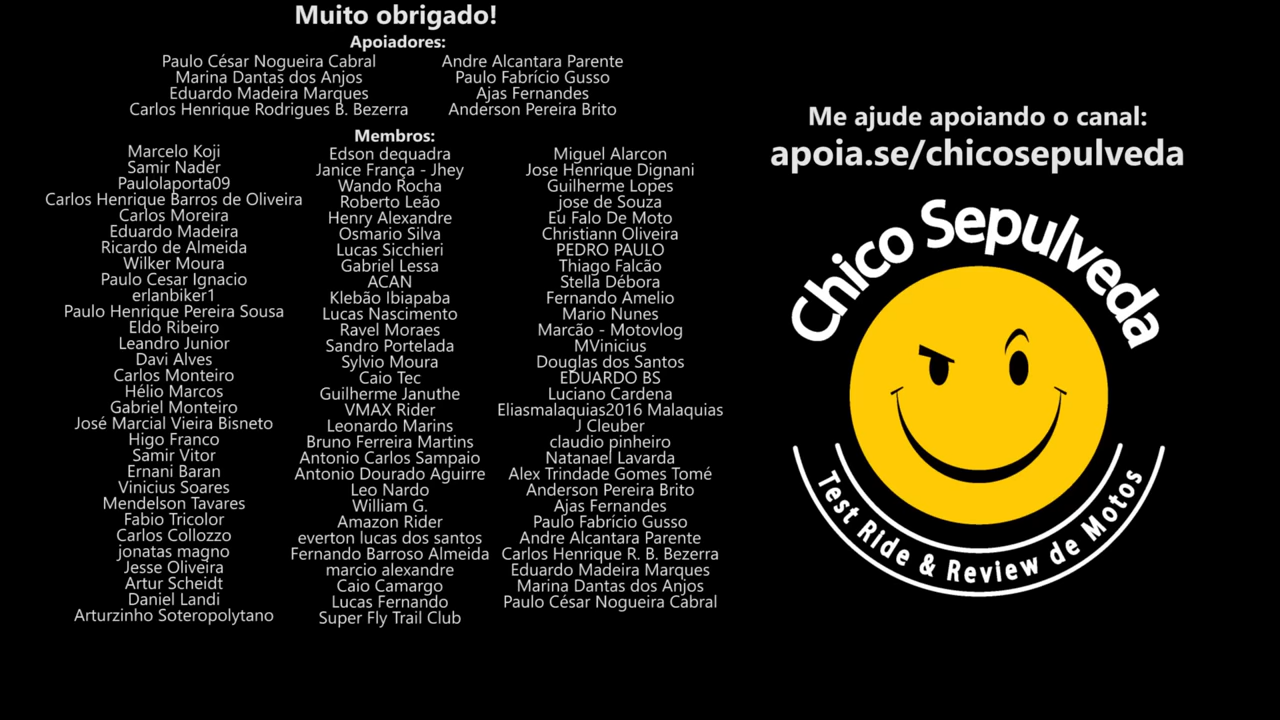 Muito obrigado!
Apoiadores:
Paulo César Nogueira Cabral
Marina Dantas dos Anjos
Eduardo Madeira Marques
Carlos Henrique Rodrigues B. Bezerra
Andre Alcantara Parente
Paulo Fabrício Gusso
Ajas Fernandes
Anderson Pereira Brito
Membros:
Marcelo Koji
Samir Nader
Paulolaporta09
Carlos Henrique Barros de Oliveira
Carlos Moreira
Eduardo Madeira
Ricardo de Almeida
Wilker Moura
Paulo Cesar Ignacio
erlanbiker1
Paulo Henrique Pereira Sousa
Eldo Ribeiro
Leandro Junior
Davi Alves
Carlos Monteiro
Hélio Marcos
Gabriel Monteiro
José Marcial Vieira Bisneto
Higo Franco
Samir Vitor
Ernani Baran
Vinicius Soares
Mendelson Tavares
Fabio Tricolor
Carlos Collozzo
jonatas magno
Jesse Oliveira
Artur Scheidt
Daniel Landi
Arturzinho Soteropolytano
Edson dequadra
Janice França - Jhey
Wando Rocha
Roberto Leão
Henry Alexandre
Osmario Silva
Lucas Sicchieri
Gabriel Lessa
ACAN
Klebão Ibiapaba
Lucas Nascimento
Ravel Moraes
Sandro Portelada
Sylvio Moura
Caio Tec
Guilherme Januthe
VMAX Rider
Leonardo Marins
Bruno Ferreira Martins
Antonio Carlos Sampaio
Antonio Dourado Aguirre
Leo Nardo
William G.
Amazon Rider
everton lucas dos santos
Fernando Barroso Almeida
marcio alexandre
Caio Camargo
Lucas Fernando
Super Fly Trail Club
Miguel Alarcon
Jose Henrique Dignani
Guilherme Lopes
jose de Souza
Eu Falo De Moto
Christiann Oliveira
PEDRO PAULO
Thiago Falcão
Stella Débora
Fernando Amelio
Mario Nunes
Marcão - Motovlog
MVinicius
Douglas dos Santos
EDUARDO BS
Luciano Cardena
Eliasmalaquias2016 Malaquias
J Cleuber
claudio pinheiro
Natanael Lavarda
Alex Trindade Gomes Tomé
Anderson Pereira Brito
Ajas Fernandes
Paulo Fabrício Gusso
Andre Alcantara Parente
Carlos Henrique R. B. Bezerra
Eduardo Madeira Marques
Marina Dantas dos Anjos
Paulo César Nogueira Cabral
Me ajude apoiando o canal:
apoia.se/chicosepulveda
Chico Sepulveda
Test Ride & Review de Motos